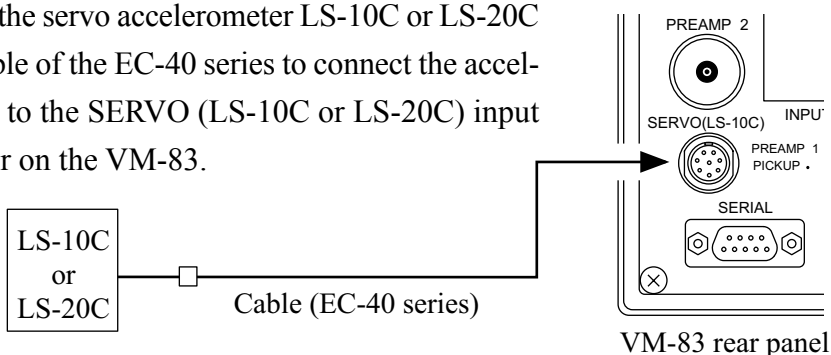 the servo accelerometer LS-10C or LS-20C
ble of the EC-40 series to connect the accel-
to the SERVO (LS-10C or LS-20C) input
r on the VM-83.
PREAMP 2
INPUT
SERVO(LS-10C)
PREAMP 1
PICKUP •
SERIAL
LS-10C
or
LS-20C
Cable (EC-40 series)
VM-83 rear panel